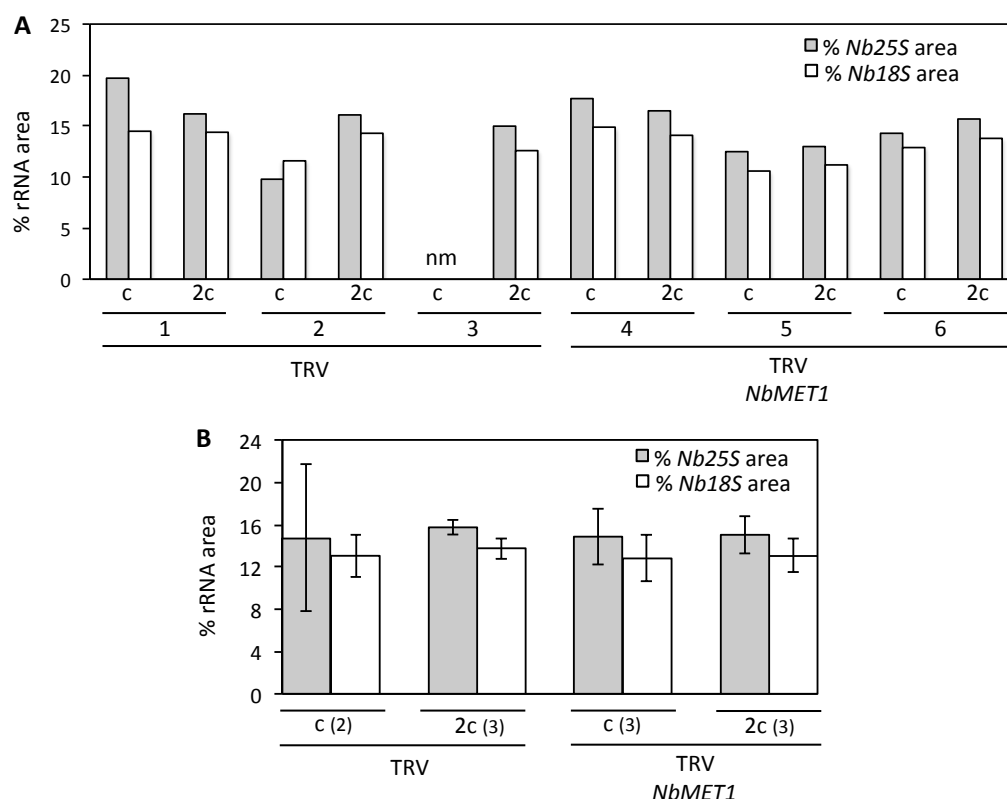 A
25
20
15
10
5
0
% rRNA area
% Nb25S area
% Nb18S area
nm
c 2c c 2c c 2c c 2c c 2c c 2c
1 2 3 4 5 6
TRV TRV
NbMET1
B
24
20
16
12
8
4
0
% rRNA area
% Nb25S area
% Nb18S area
c (2) 2c (3) c (3) 2c (3)
TRV TRV
NbMET1